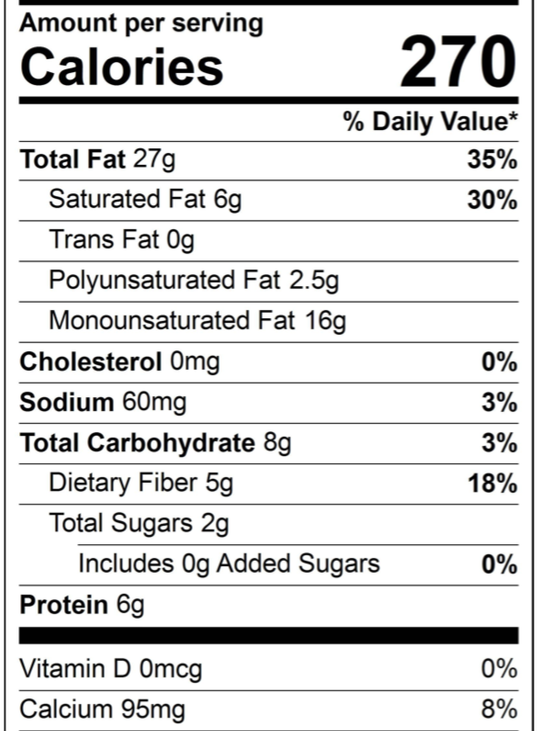 Amount per serving
Calories 270
% Daily Value*
Total Fat 27g 35%
Saturated Fat 6g 30%
Trans Fat 0g
Polyunsaturated Fat 2.5g
Monounsaturated Fat 16g
Cholesterol 0mg 0%
Sodium 60mg 3%
Total Carbohydrate 8g 3%
Dietary Fiber 5g 18%
Total Sugars 2g
Includes 0g Added Sugars 0%
Protein 6g
Vitamin D 0mcg 0%
Calcium 95mg 8%